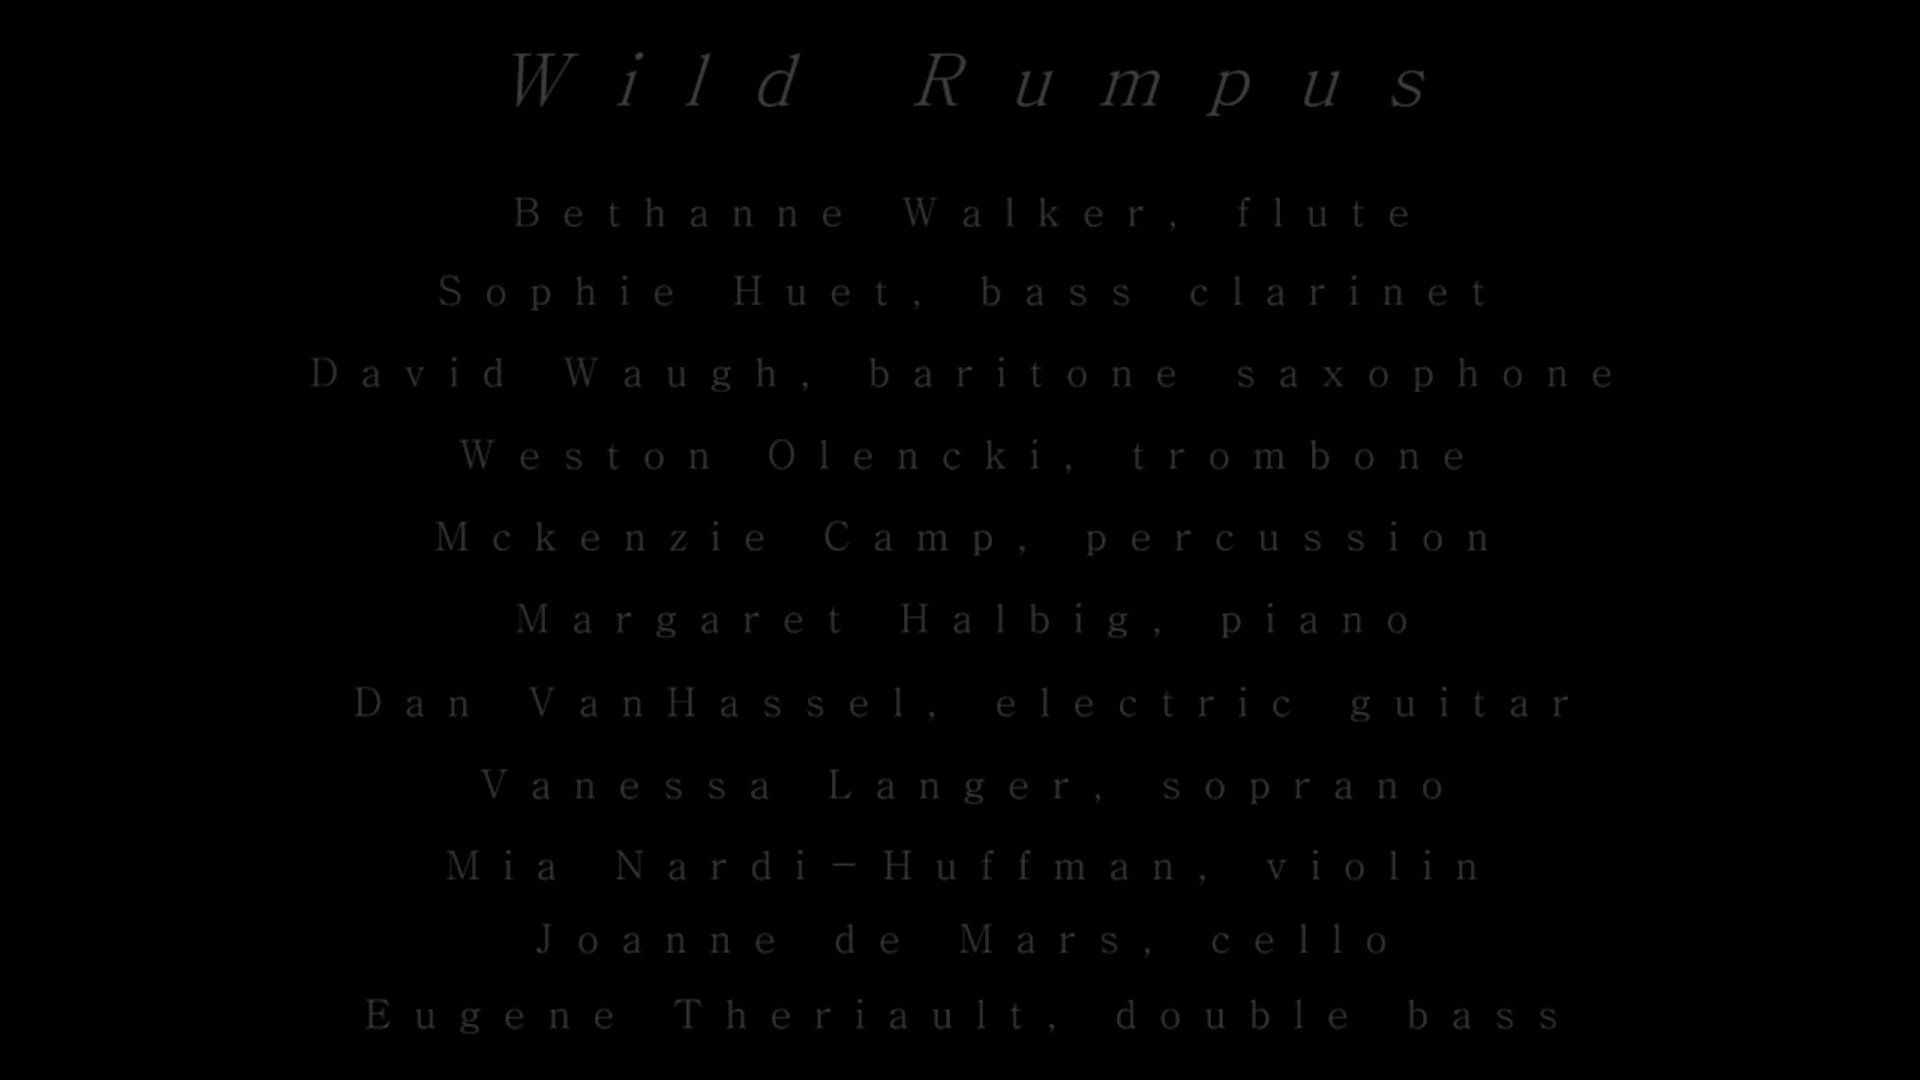 Wild Rumpus
Bethanne Walker, flute
Sophie Huet, bass clarinet
David Waugh, baritone saxophone
Weston Olencki, trombone
Mckenzie Camp, percussion
Margaret Halbig, piano
Dan VanHassel, electric guitar
Vanessa Langer, soprano
Mia Nardi-Huffman, violin
Joanne de Mars, cello
Eugene Theriault, double bass